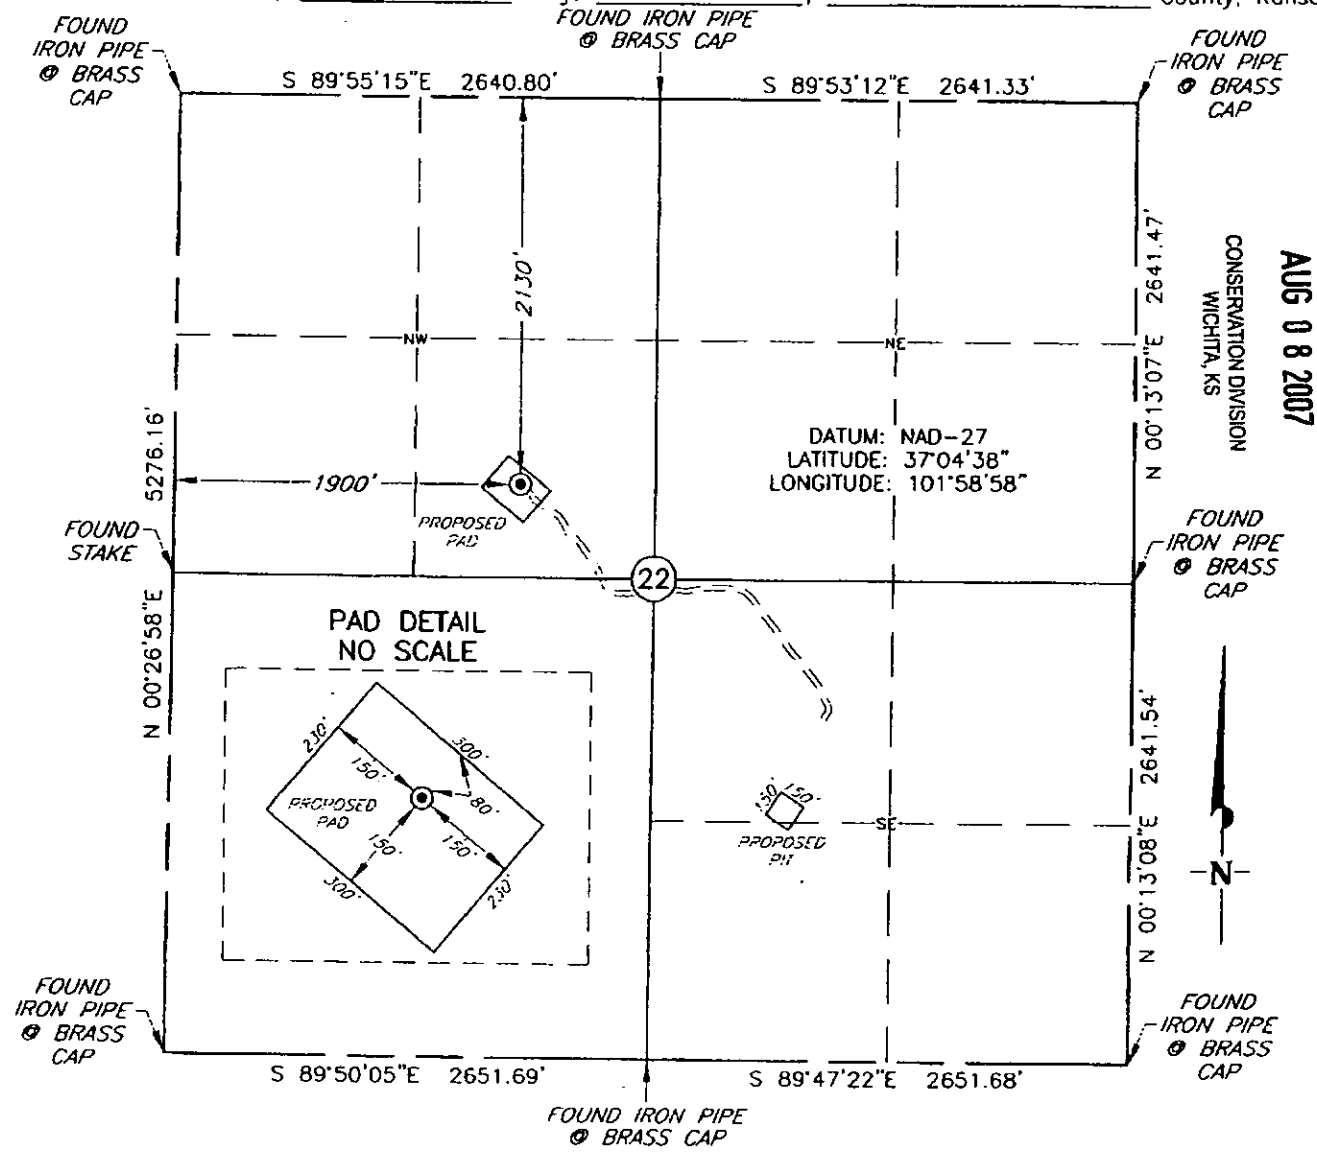 County, Kansas
FOUND
IRON PIPE
@ BRASS
CAP
FOUND IRON PIPE
@ BRASS CAP
FOUND
IRON PIPE
@ BRASS
CAP
S 89°55'15"E 2640.80'
S 89°53'12"E 2641.33'
2130'
N 00°13'07"E 2641.47'
AUG 08 2007
CONSERVATION DIVISION
WICHITA, KS
NW
NE
DATUM: NAD-27
LATITUDE: 37°04'38"
LONGITUDE: 101°58'58"
1900'
PROPOSED
PAD
N 00°26'58"E 5276.16'
FOUND
STAKE
FOUND
IRON PIPE
@ BRASS
CAP
22
PAD DETAIL
NO SCALE
230'
300'
150'
80'
PROPOSED
PAD
150'
150'
300'
230'
150' 150'
PROPOSED
PIT
SE
N 00°13'08"E 2641.54'
N
FOUND
IRON PIPE
@ BRASS
CAP
S 89°50'05"E 2651.69'
S 89°47'22"E 2651.68'
FOUND
IRON PIPE
@ BRASS
CAP
FOUND IRON PIPE
@ BRASS CAP